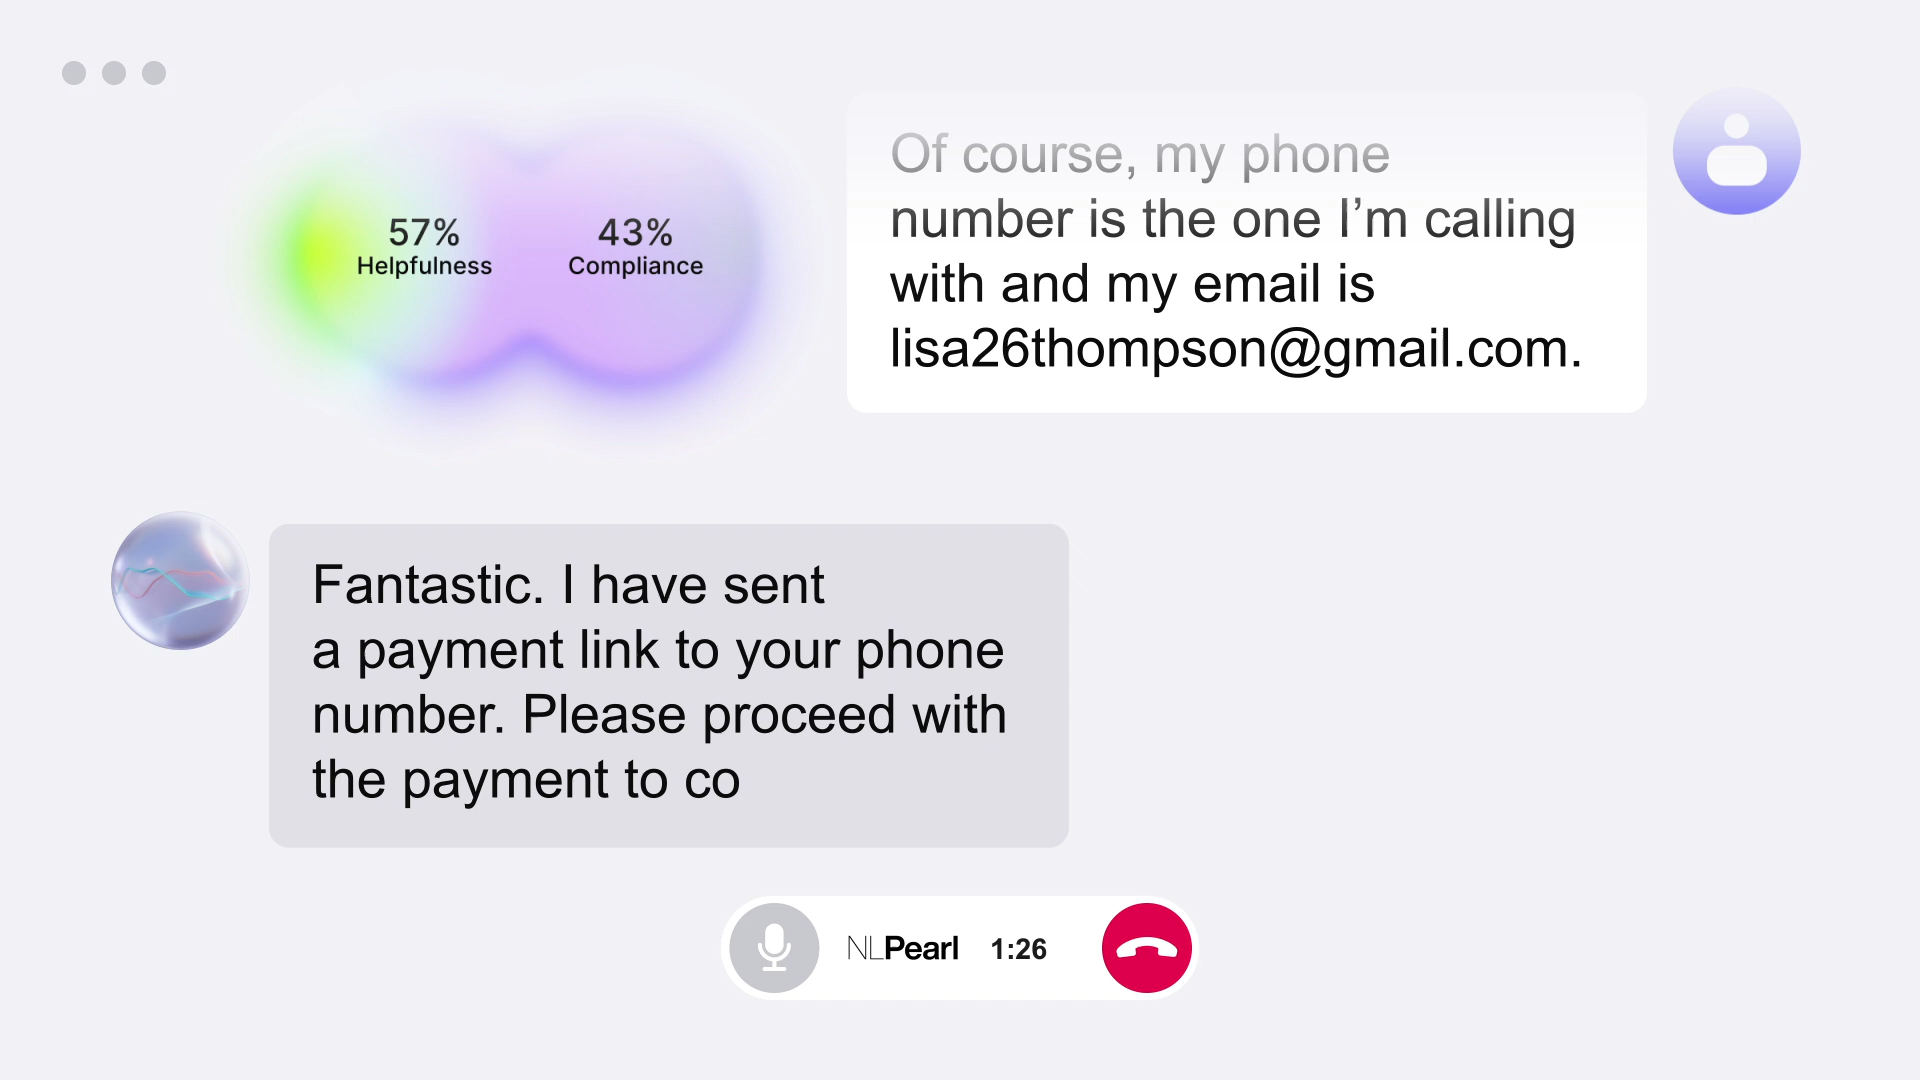 57%
Helpfulness
43%
Compliance
Of course, my phone
number is the one I’m calling
with and my email is
lisa26thompson@gmail.com.
Fantastic. I have sent
a payment link to your phone
number. Please proceed with
the payment to co
NLPearl 1:26